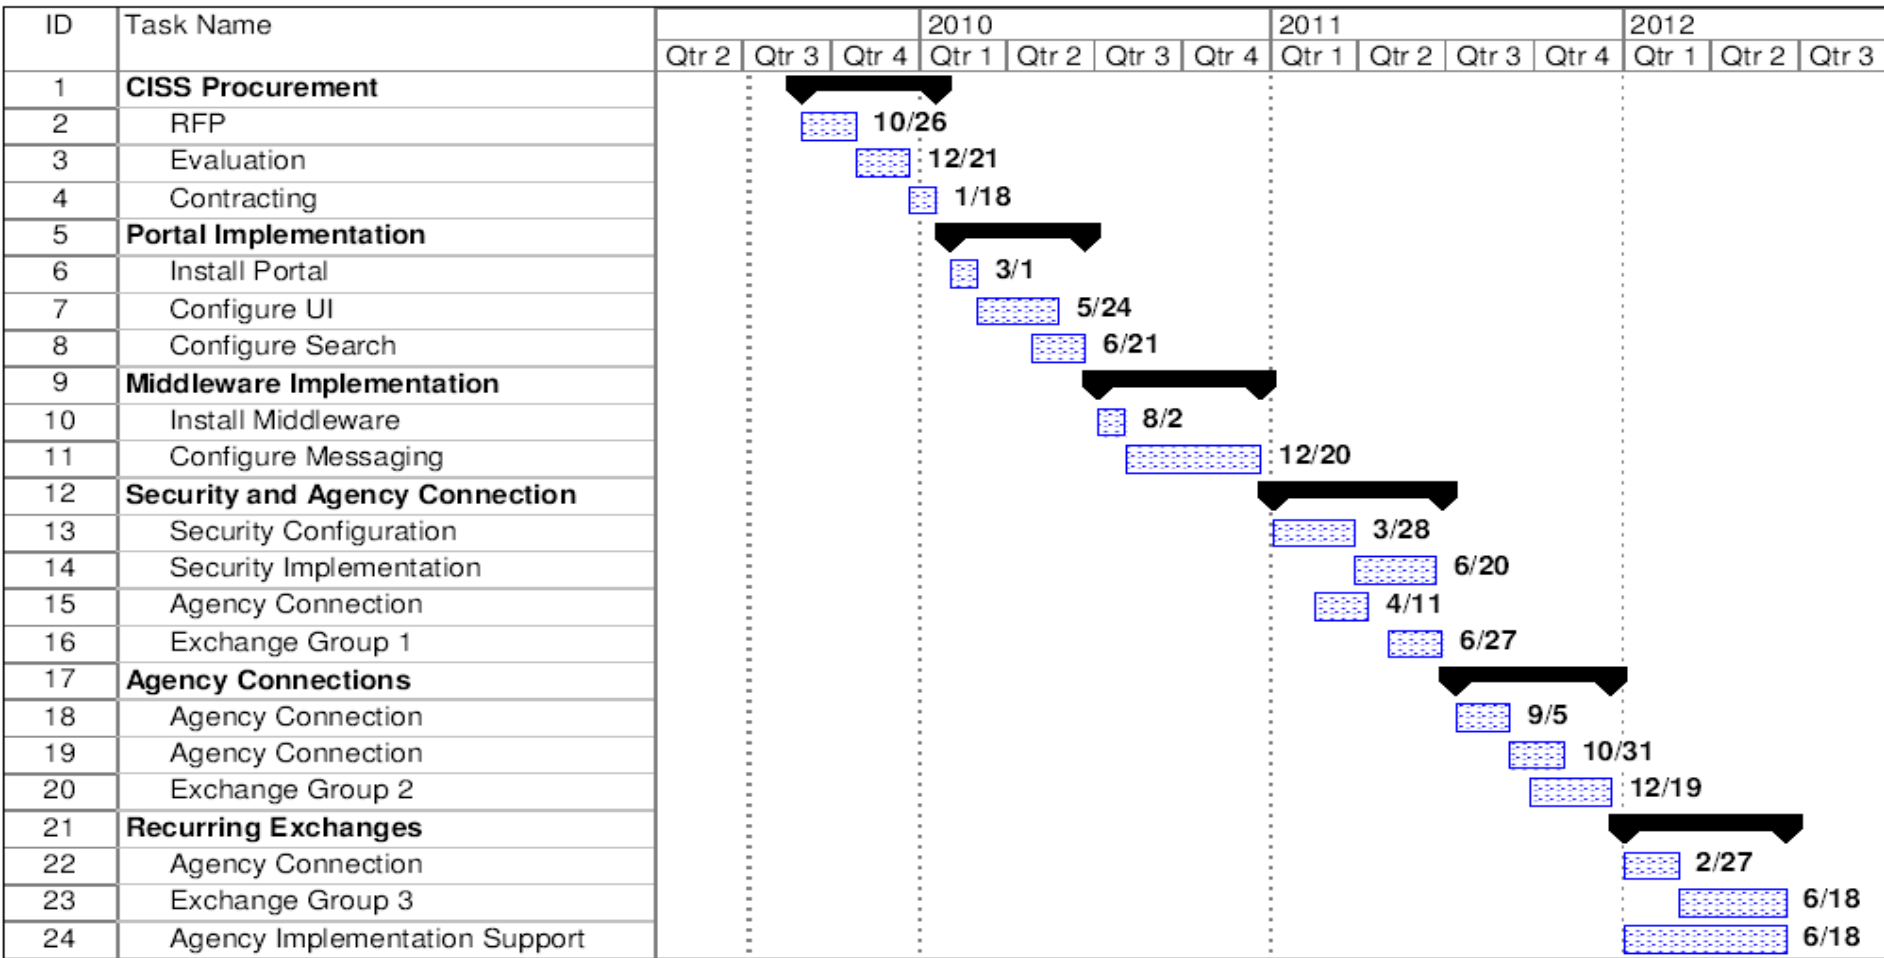 ID Task Name 2010 2011 2012
Qtr 2 Qtr 3 Qtr 4 Qtr 1 Qtr 2 Qtr 3 Qtr 4 Qtr 1 Qtr 2 Qtr 3 Qtr 4 Qtr 1 Qtr 2 Qtr 3
1 CISS Procurement
2 RFP 10/26
3 Evaluation 12/21
4 Contracting 1/18
5 Portal Implementation
6 Install Portal 3/1
7 Configure UI 5/24
8 Configure Search 6/21
9 Middleware Implementation
10 Install Middleware 8/2
11 Configure Messaging 12/20
12 Security and Agency Connection
13 Security Configuration 3/28
14 Security Implementation 6/20
15 Agency Connection 4/11
16 Exchange Group 1 6/27
17 Agency Connections
18 Agency Connection 9/5
19 Agency Connection 10/31
20 Exchange Group 2 12/19
21 Recurring Exchanges
22 Agency Connection 2/27
23 Exchange Group 3 6/18
24 Agency Implementation Support 6/18